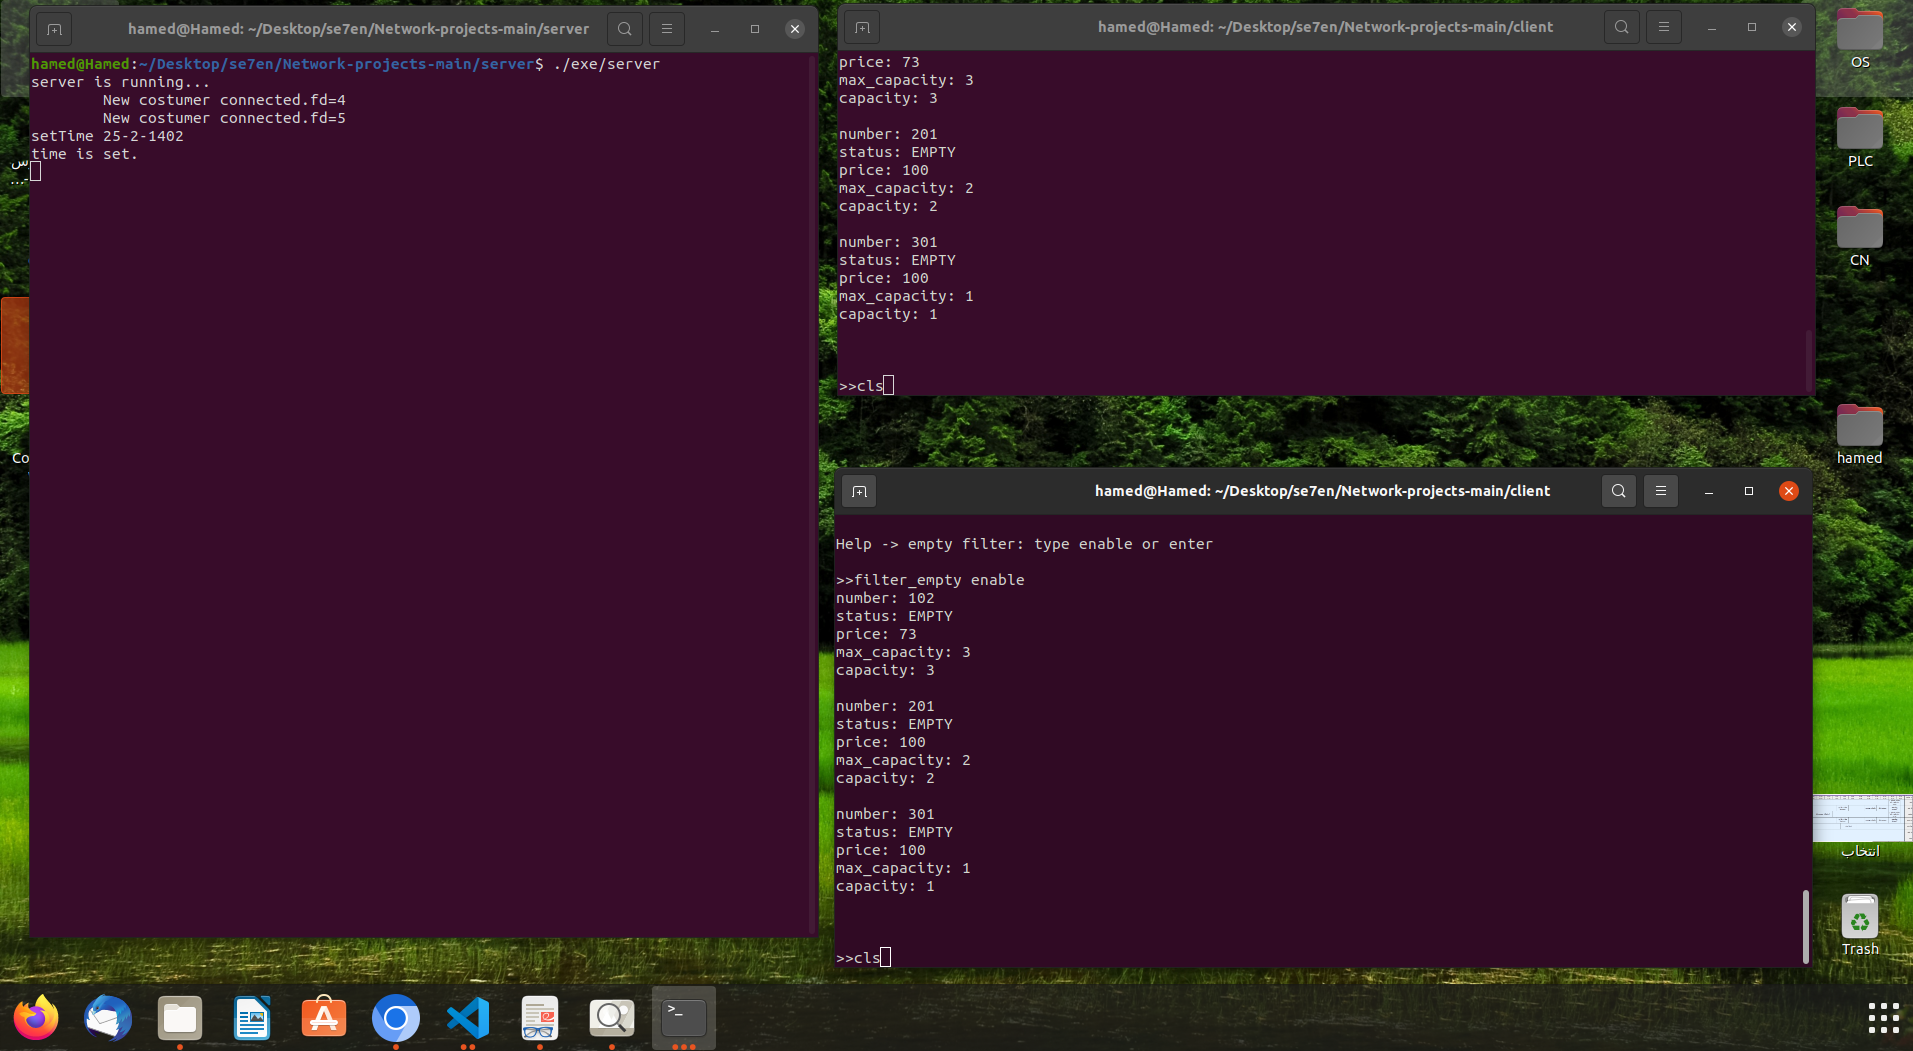 hamed@Hamed: ~/Desktop/se7en/Network-projects-main/server
hamed@Hamed:~/Desktop/se7en/Network-projects-main/server$ ./exe/server
server is running...
New costumer connected.fd=4
New costumer connected.fd=5
setTime 25-2-1402
time is set.
hamed@Hamed: ~/Desktop/se7en/Network-projects-main/client
price: 73
max_capacity: 3
capacity: 3
number: 201
status: EMPTY
price: 100
max_capacity: 2
capacity: 2
number: 301
status: EMPTY
price: 100
max_capacity: 1
capacity: 1
>>cls
hamed@Hamed: ~/Desktop/se7en/Network-projects-main/client
Help -> empty filter: type enable or enter
>>filter_empty enable
number: 102
status: EMPTY
price: 73
max_capacity: 3
capacity: 3
number: 201
status: EMPTY
price: 100
max_capacity: 2
capacity: 2
number: 301
status: EMPTY
price: 100
max_capacity: 1
capacity: 1
>>cls
OS
PLC
CN
hamed
انتخاب
Trash
Co